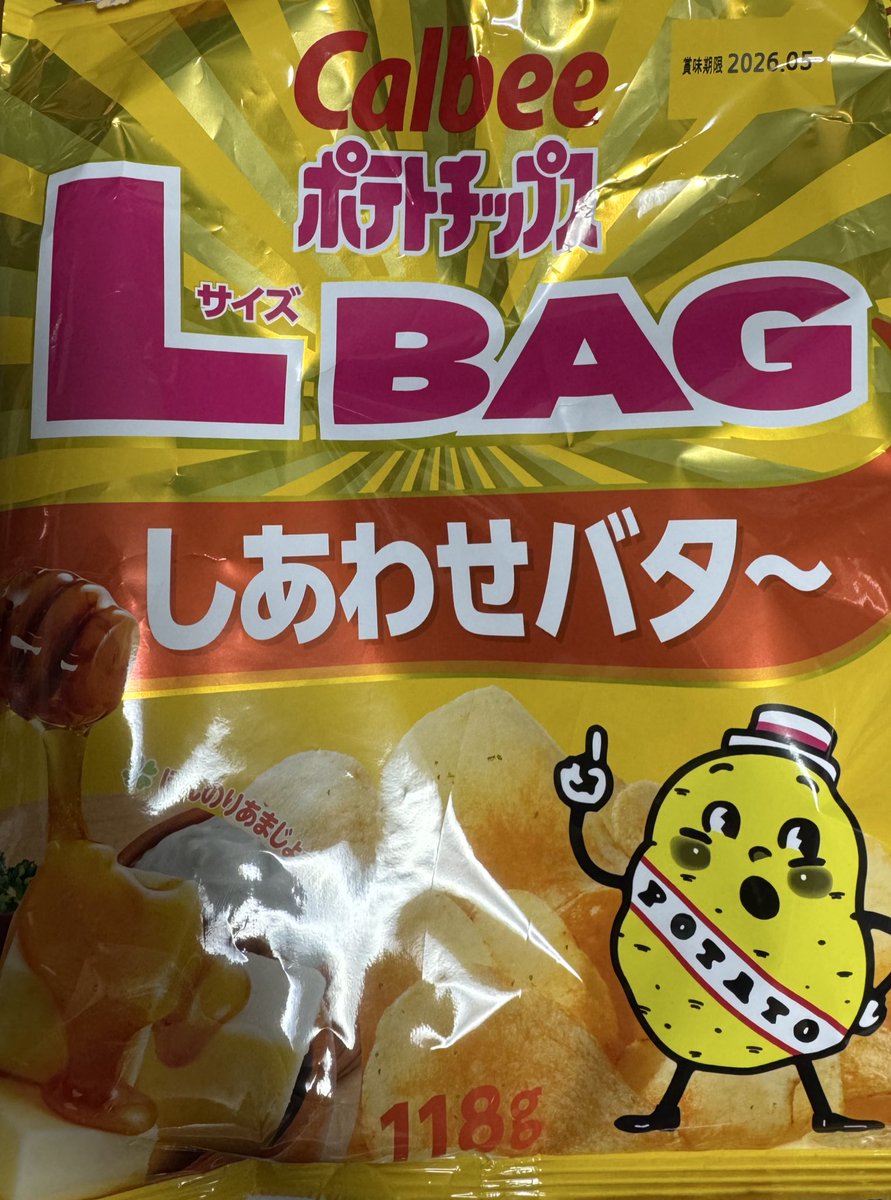 Calbee
賞味期限 2026.05
ポテトチップス
Lサイズ BAG
しあわせバタ〜
POTATO
118g